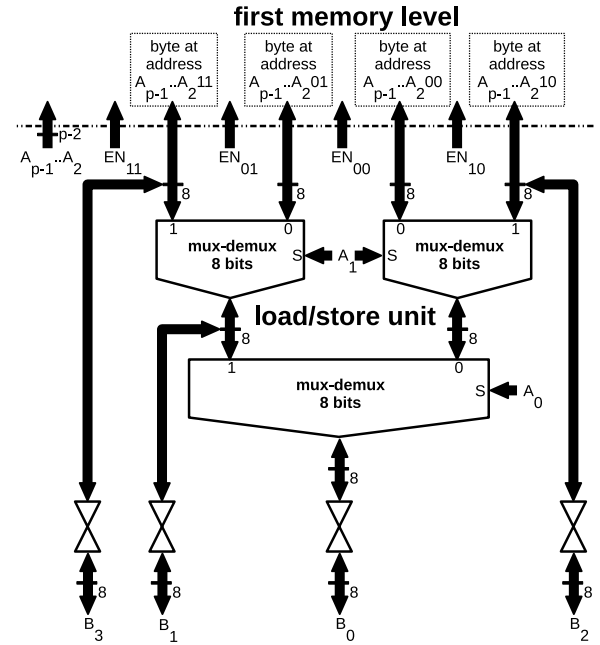 first memory level
byte at address A p-1..A 2 11
byte at address A p-1..A 2 01
byte at address A p-1..A 2 00
byte at address A p-1..A 2 10
p-2
A p-1..A 2
EN 11
EN 01
EN 00
EN 10
8
8
8
8
1
0
0
1
mux-demux
8 bits
S
A 1
S
mux-demux
8 bits
load/store unit
8
8
1
0
mux-demux
8 bits
S
A 0
8
8
8
8
8
B 3
B 1
B 0
B 2